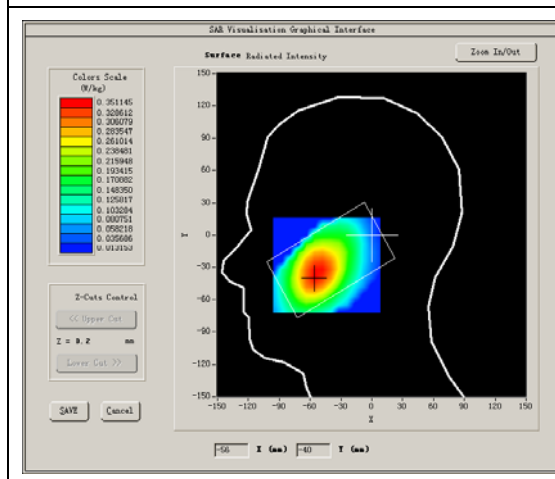 SAR Visualisation Graphical Interface
Surface Radiated Intensity
Zoom In/Out
Colors Scale
(W/kg)
0.351145
0.328612
0.306079
0.283547
0.261014
0.238481
0.215948
0.193415
0.170882
0.148350
0.125817
0.103284
0.080751
0.058218
0.035686
0.013153
150
120
90
60
30
0
-30
-60
-90
-120
-150
Y
-150 -120 -90 -60 -30 0 30 60 90 120 150
X
Z-Cuts Control
<< Upper Cut
Z = 0.2 mm
Lower Cut >>
SAVE
Cancel
-56 X (mm) -40 Y (mm)